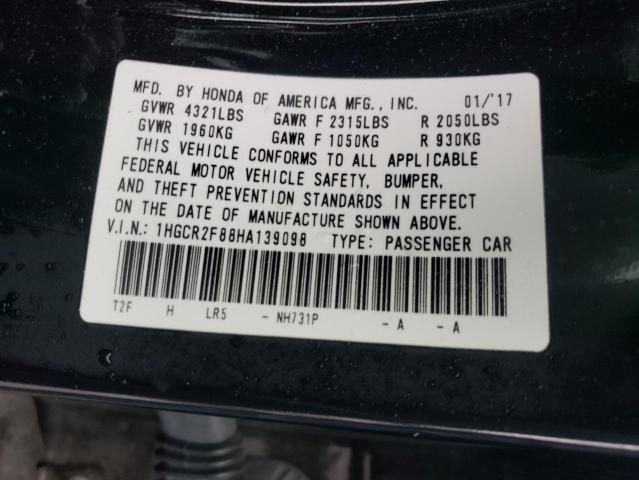 MFD. BY HONDA OF AMERICA MFG., INC. 01/'17
GVWR 4321LBS GAWR F 2315LBS R 2050LBS
GVWR 1960KG GAWR F 1050KG R 930KG
THIS VEHICLE CONFORMS TO ALL APPLICABLE
FEDERAL MOTOR VEHICLE SAFETY, BUMPER,
AND THEFT PREVENTION STANDARDS IN EFFECT
ON THE DATE OF MANUFACTURE SHOWN ABOVE.
V.I.N.: 1HGCR2F88HA139098 TYPE: PASSENGER CAR
T2F H LR5 - NH731P - A - A